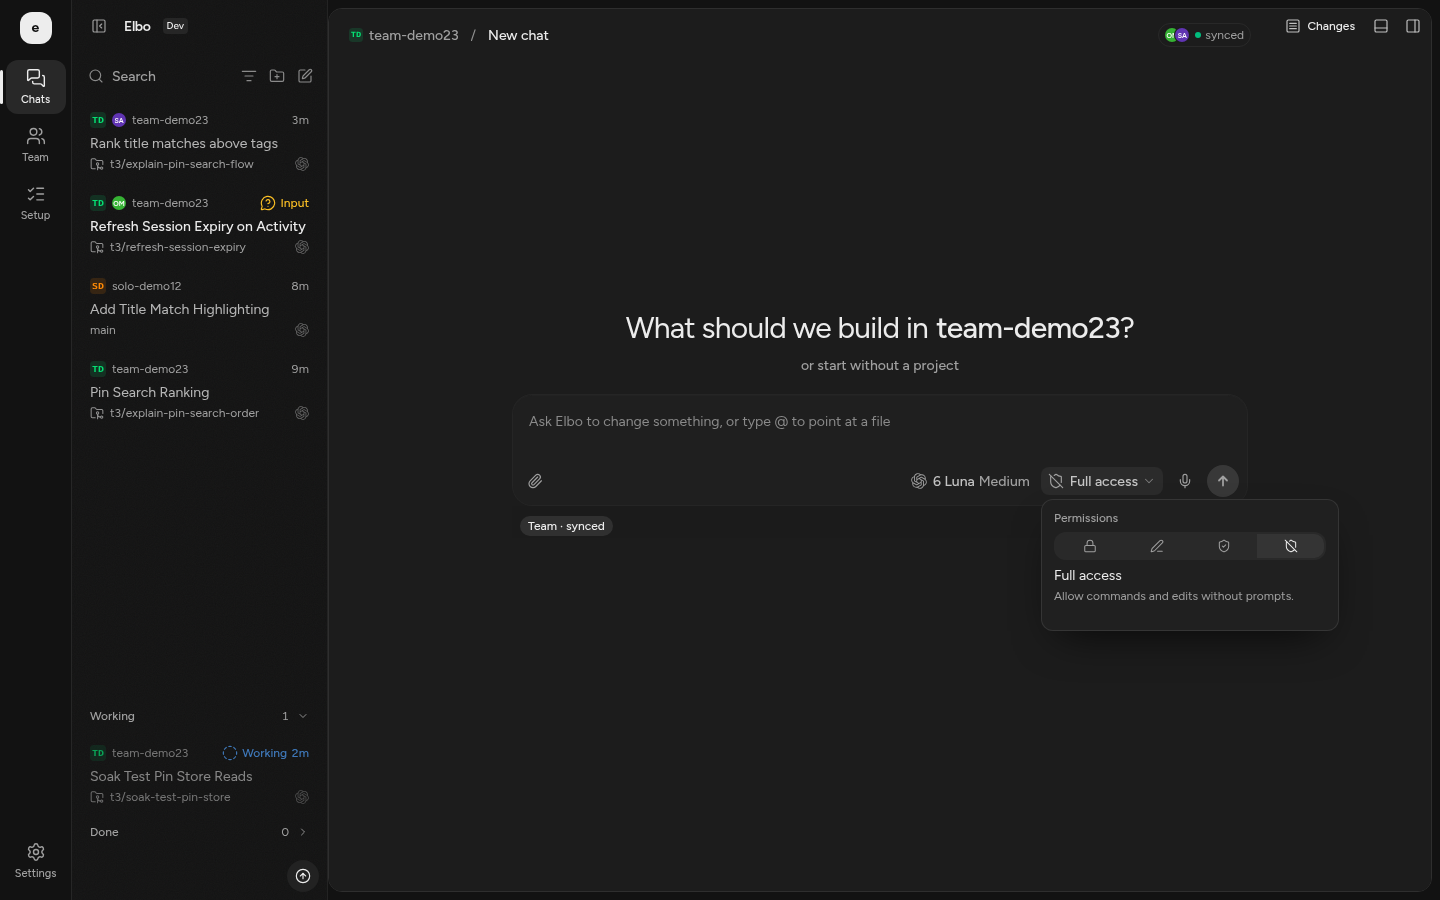 e
Elbo Dev
Chats
Team
Setup
Settings
Search
TD SA team-demo23 3m
Rank title matches above tags
t3/explain-pin-search-flow
TD OM team-demo23 Input
Refresh Session Expiry on Activity
t3/refresh-session-expiry
SD solo-demo12 8m
Add Title Match Highlighting
main
TD team-demo23 9m
Pin Search Ranking
t3/explain-pin-search-order
Working 1
TD team-demo23 Working 2m
Soak Test Pin Store Reads
t3/soak-test-pin-store
Done 0
TD team-demo23 / New chat
SA synced
Changes
What should we build in team-demo23?
or start without a project
Ask Elbo to change something, or type @ to point at a file
6 Luna Medium Full access
Team · synced
Permissions
Full access
Allow commands and edits without prompts.